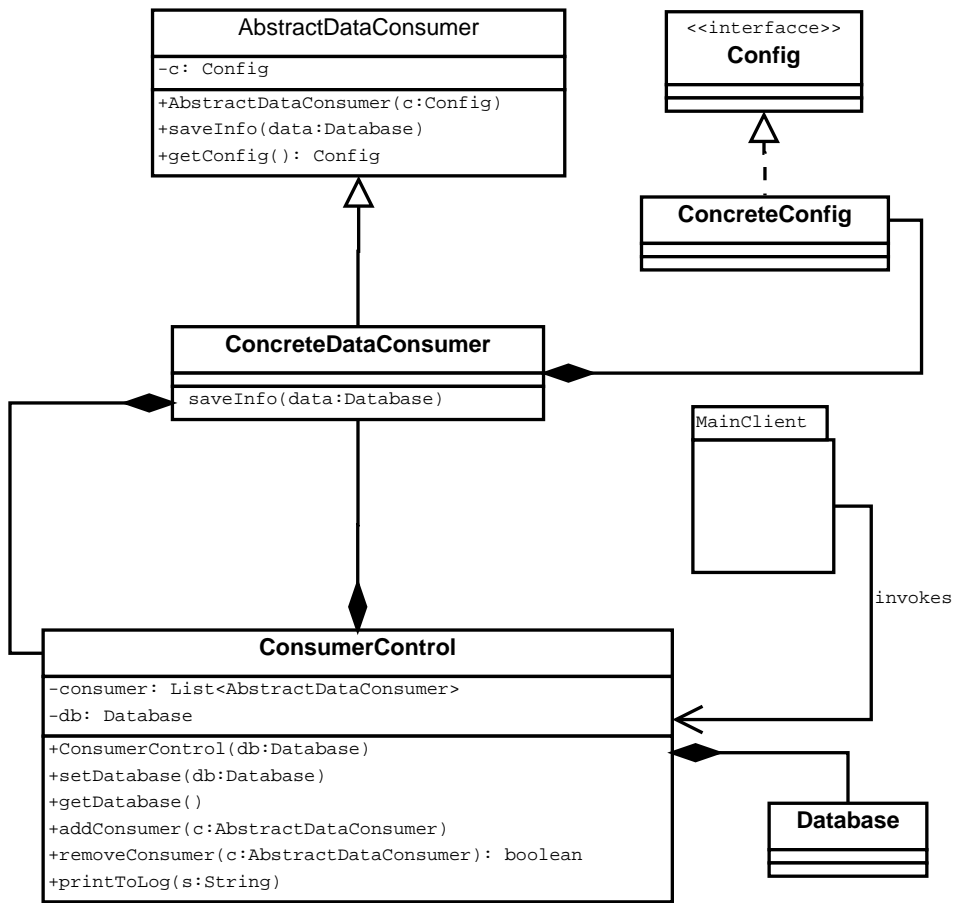 AbstractDataConsumer
-c: Config
+AbstractDataConsumer(c:Config)
+saveInfo(data:Database)
+getConfig(): Config
<<interfacce>>
Config
ConcreteConfig
ConcreteDataConsumer
saveInfo(data:Database)
MainClient
invokes
ConsumerControl
-consumer: List<AbstractDataConsumer>
-db: Database
+ConsumerControl(db:Database)
+setDatabase(db:Database)
+getDatabase()
+addConsumer(c:AbstractDataConsumer)
+removeConsumer(c:AbstractDataConsumer): boolean
+printToLog(s:String)
Database